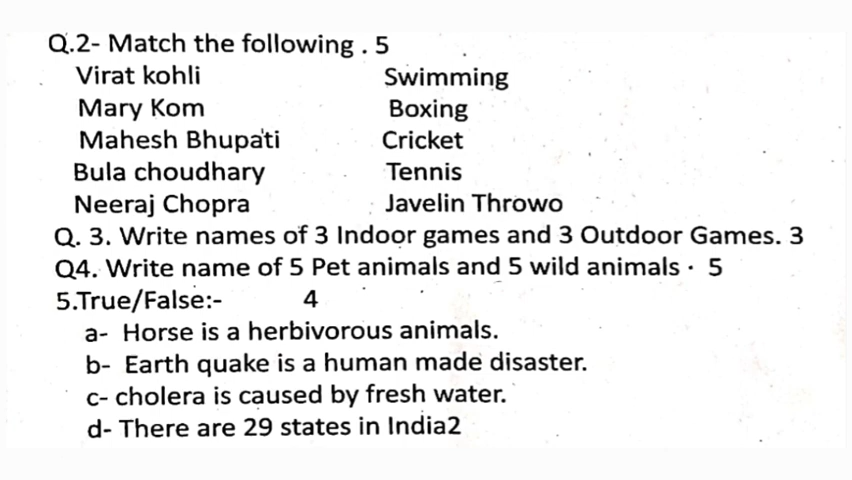 Q.2- Match the following . 5
Virat kohli Swimming
Mary Kom Boxing
Mahesh Bhupati Cricket
Bula choudhary Tennis
Neeraj Chopra Javelin Throwo
Q. 3. Write names of 3 Indoor games and 3 Outdoor Games. 3
Q4. Write name of 5 Pet animals and 5 wild animals . 5
5.True/False:- 4
a- Horse is a herbivorous animals.
b- Earth quake is a human made disaster.
c- cholera is caused by fresh water.
d- There are 29 states in India2